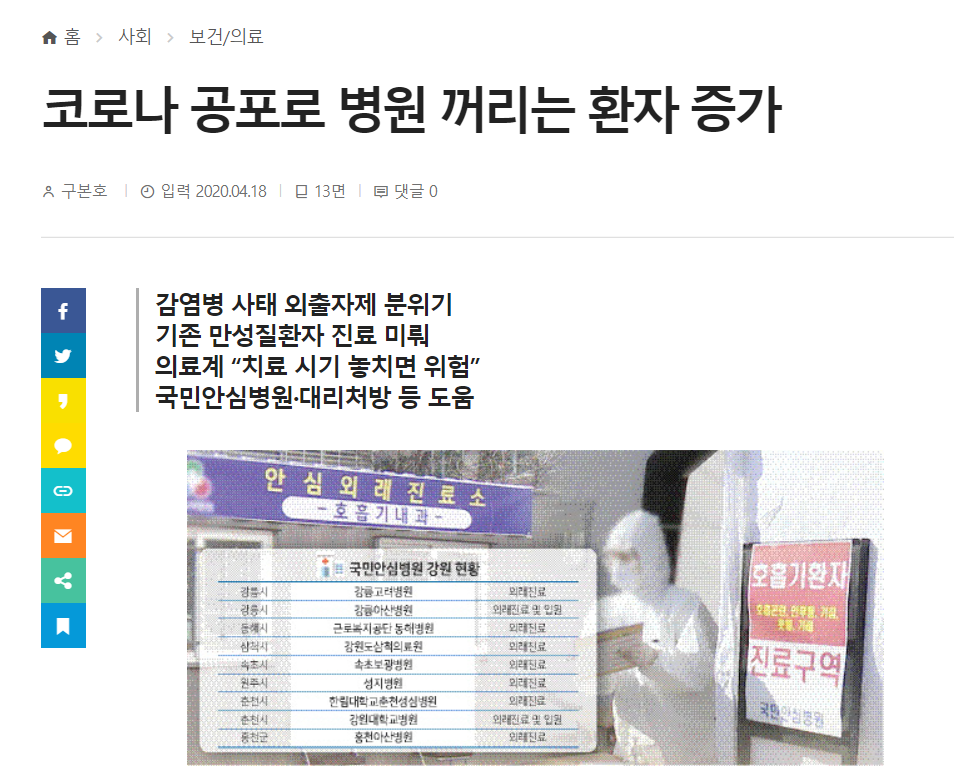 홈 > 사회 > 보건/의료
코로나 공포로 병원 꺼리는 환자 증가
구본호 | 입력 2020.04.18 | 13면 | 댓글 0
감염병 사태 외출자제 분위기
기존 만성질환자 진료 미뤄
의료계 “치료 시기 놓치면 위험”
국민안심병원·대리처방 등 도움
안심외래진료소
-호흡기내과-
국민안심병원 강원 현황
강릉시 강릉고려병원 외래진료
강릉시 강릉아산병원 외래진료 및 입원
동해시 근로복지공단 동해병원 외래진료
삼척시 강원도삼척의료원 외래진료
속초시 속초보광병원 외래진료
원주시 성지병원 외래진료
춘천시 한림대학교춘천성심병원 외래진료
춘천시 강원대학교병원 외래진료 및 입원
홍천군 홍천아산병원 외래진료
호흡기환자
진료구역
국민안심병원